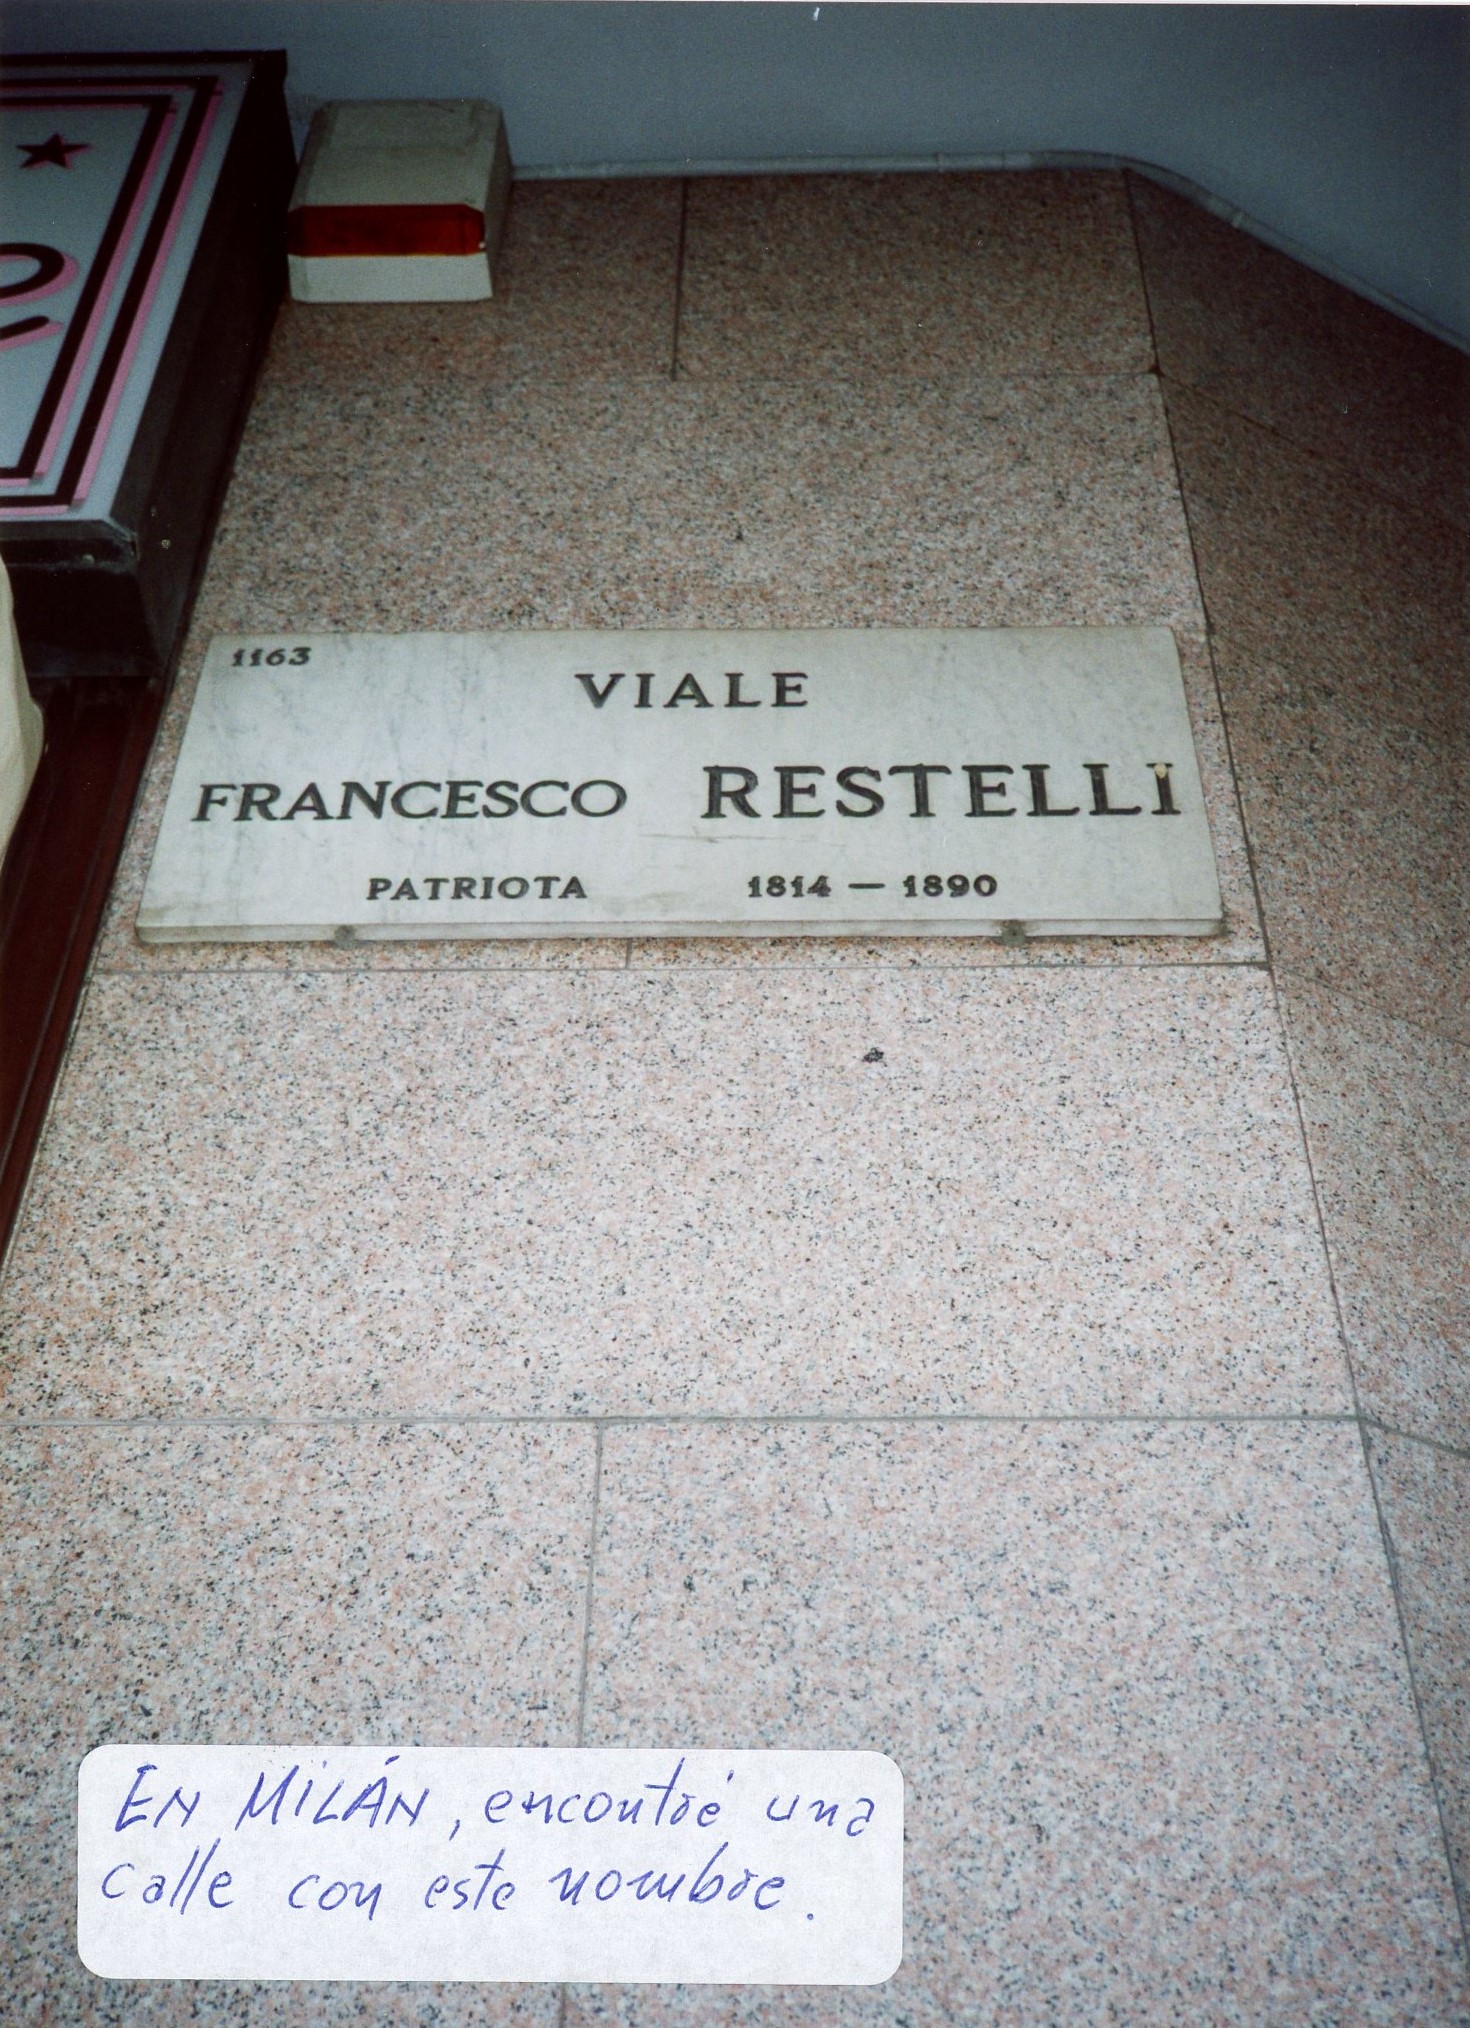 1163
VIALE
FRANCESCO RESTELLI
PATRIOTA 1814 — 1890
EN MILÁN, encontré una
calle con este nombre.